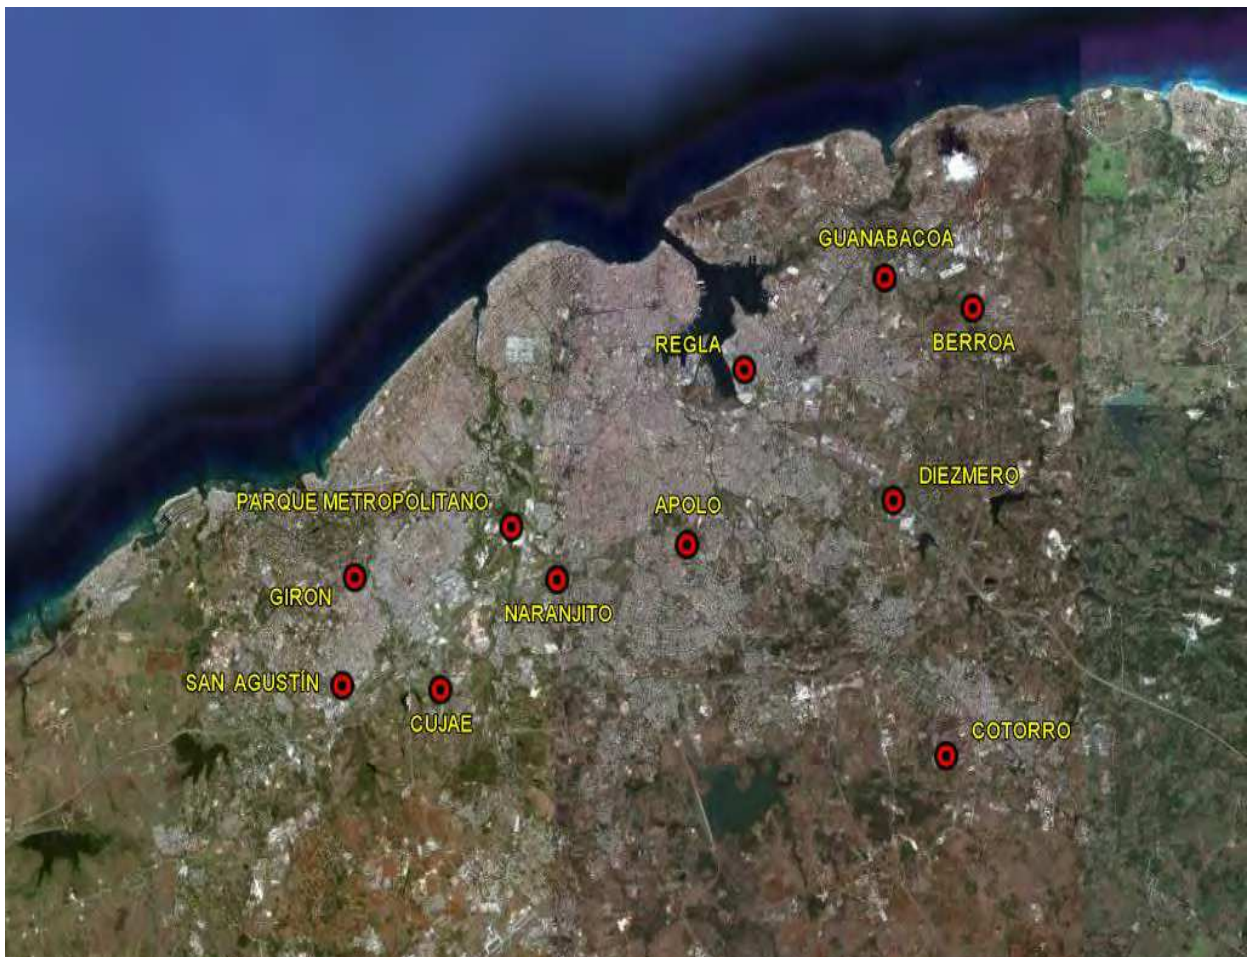 GUANABACOA
BERROA
REGLA
DIEZMERO
PARQUE METROPOLITANO
APOLO
GIRON
NARANJITO
SAN AGUSTÍN
CUJAE
COTORRO